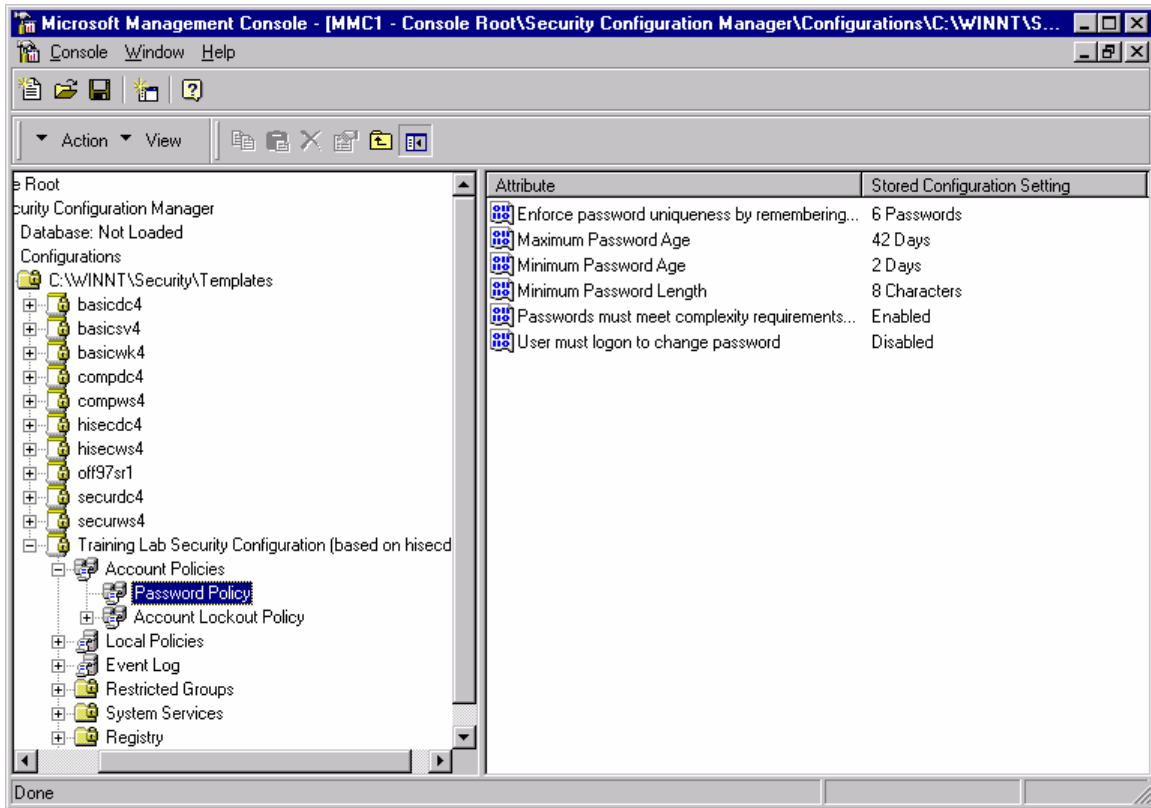 Microsoft Management Console - [MMC1 - Console Root\Security Configuration Manager\Configurations\C:\WINNT\S...
Console Window Help
Action View
e Root
curity Configuration Manager
Database: Not Loaded
Configurations
C:\WINNT\Security\Templates
basicdc4
basicsv4
basicwk4
compdc4
compws4
hisecdc4
hisecws4
off97sr1
securdc4
securws4
Training Lab Security Configuration (based on hisecd
Account Policies
Password Policy
Account Lockout Policy
Local Policies
Event Log
Restricted Groups
System Services
Registry
Attribute Stored Configuration Setting
Enforce password uniqueness by remembering... 6 Passwords
Maximum Password Age 42 Days
Minimum Password Age 2 Days
Minimum Password Length 8 Characters
Passwords must meet complexity requirements... Enabled
User must logon to change password Disabled
Done